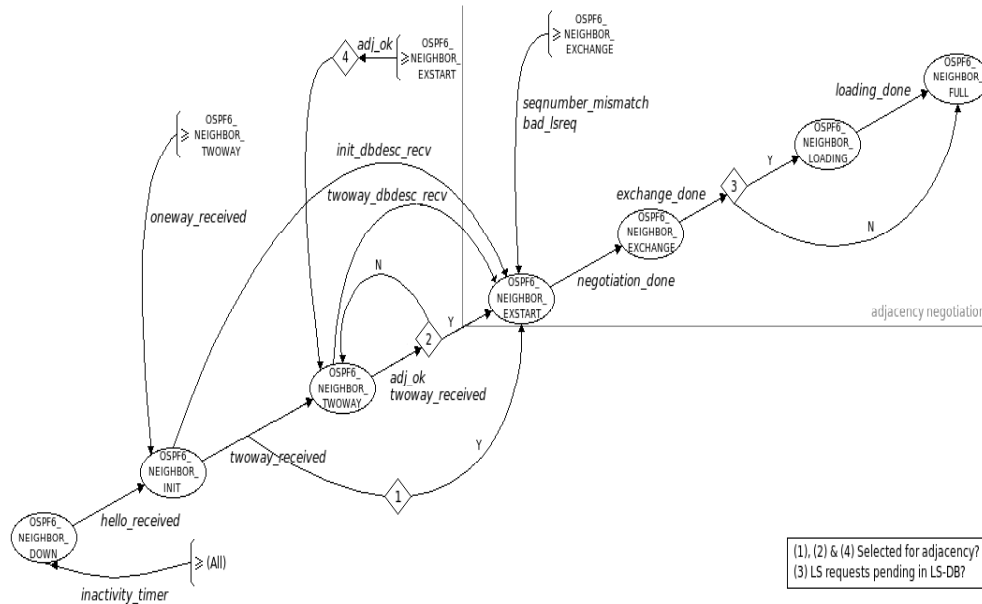 OSPF6_
NEIGHBOR_
EXCHANGE
OSPF6_
NEIGHBOR_
EXSTART
adj_ok
4
≥
≥
OSPF6_
NEIGHBOR_
FULL
loading_done
seqnumber_mismatch
bad_lsreq
OSPF6_
NEIGHBOR_
TWOWAY
≥
OSPF6_
NEIGHBOR_
LOADING
init_dbdesc_recv
Y
3
twoway_dbdesc_recv
exchange_done
oneway_received
OSPF6_
NEIGHBOR_
EXCHANGE
N
N
negotiation_done
OSPF6_
NEIGHBOR_
EXSTART
adjacency negotiation
Y
2
OSPF6_
NEIGHBOR_
TWOWAY
adj_ok
twoway_received
Y
twoway_received
OSPF6_
NEIGHBOR_
INIT
1
hello_received
OSPF6_
NEIGHBOR_
DOWN
≥ (All)
inactivity_timer
(1), (2) & (4) Selected for adjacency?
(3) LS requests pending in LS-DB?